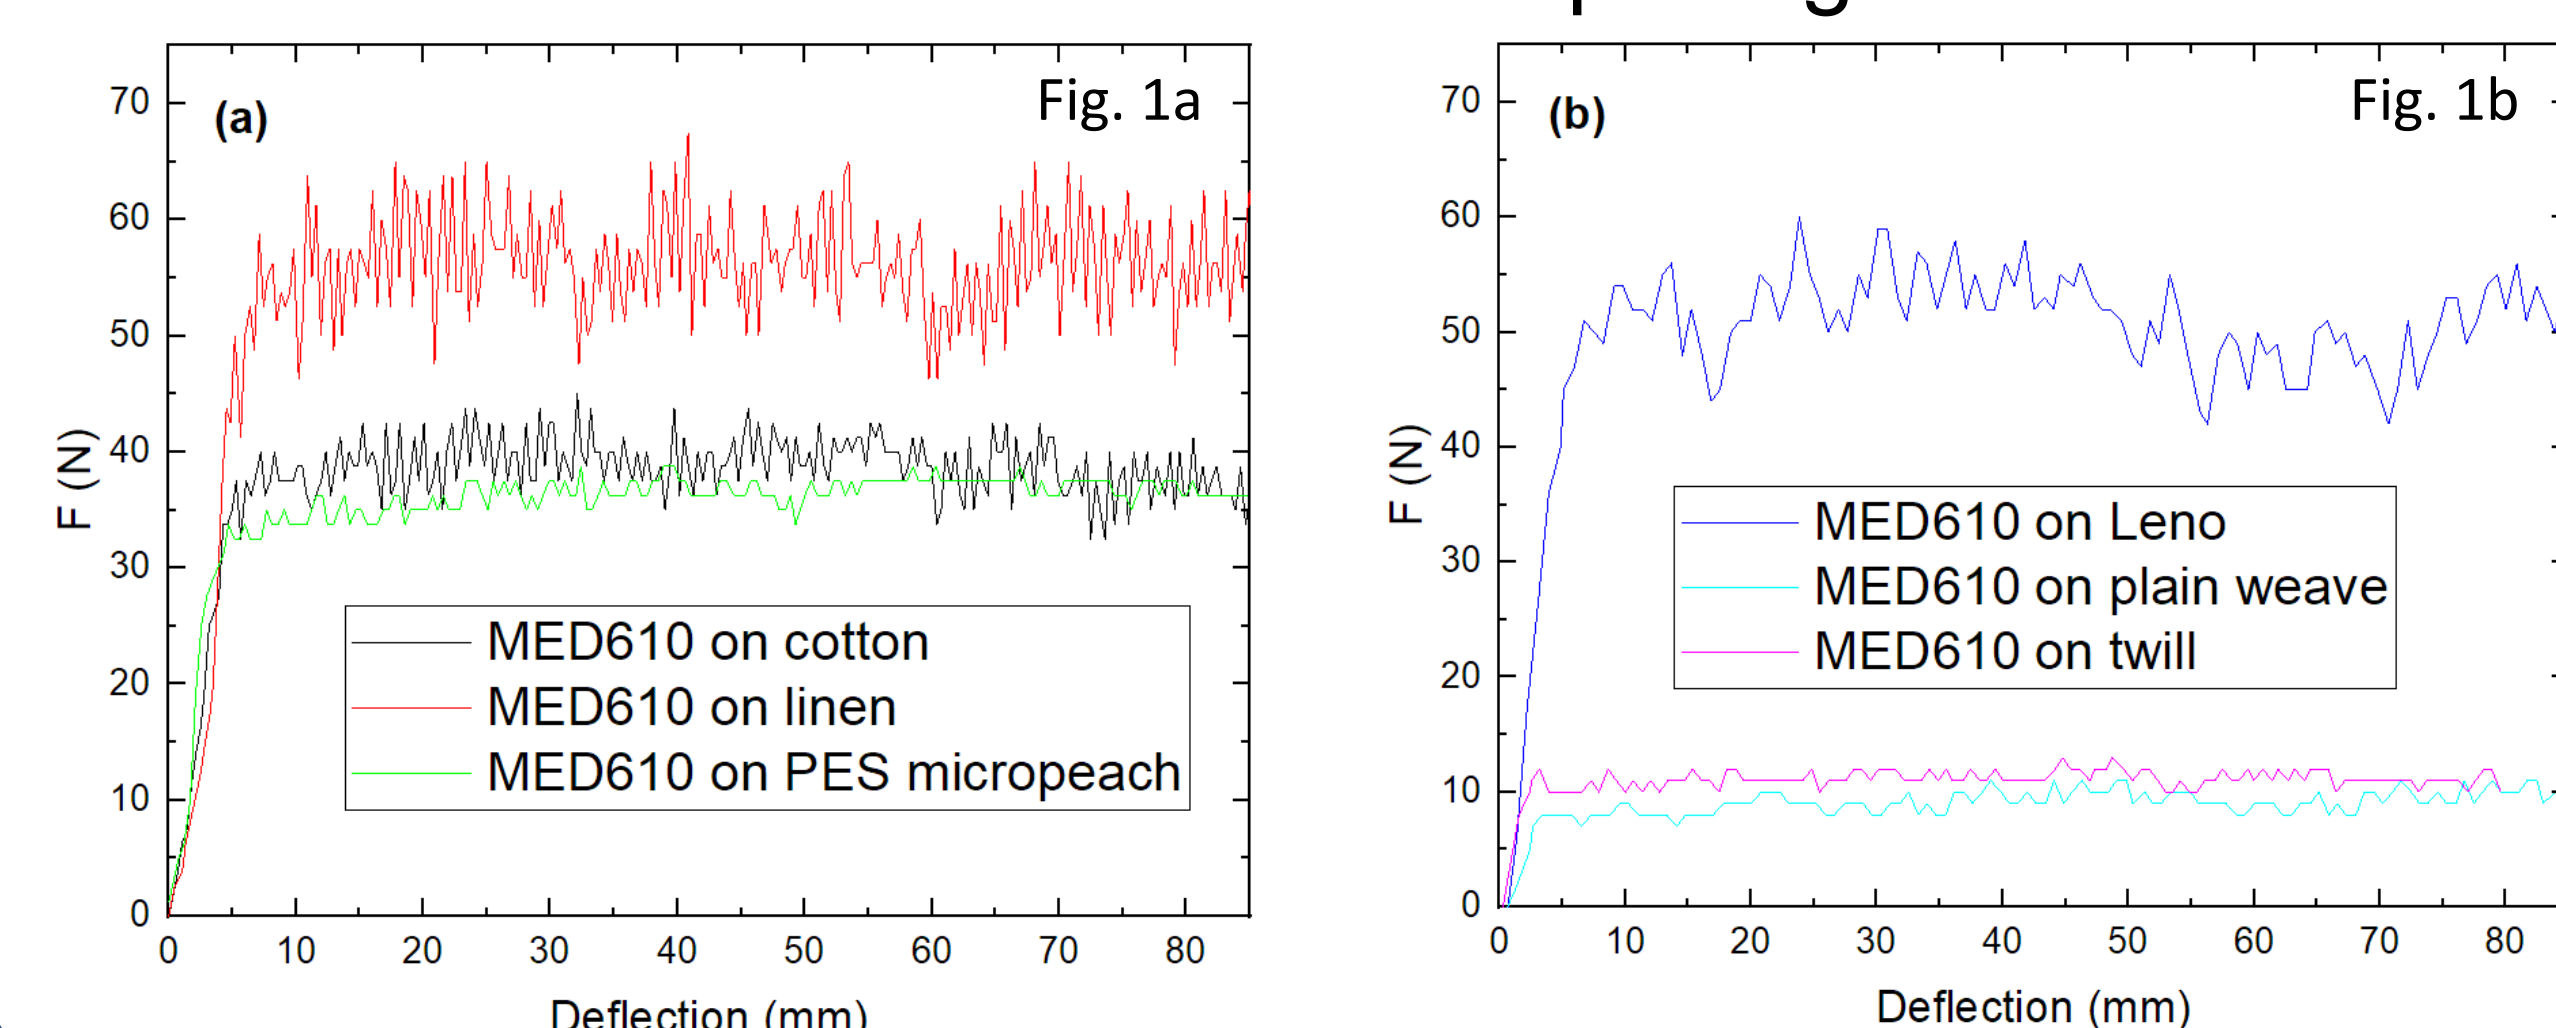 Fig. 1a
(a)
70
60
50
40
30
20
10
0
F (N)
MED610 on cotton
MED610 on linen
MED610 on PES micropeach
0 10 20 30 40 50 60 70 80
Deflection (mm)
Fig. 1b
(b)
70
60
50
40
30
20
10
0
F (N)
MED610 on Leno
MED610 on plain weave
MED610 on twill
0 10 20 30 40 50 60 70 80
Deflection (mm)